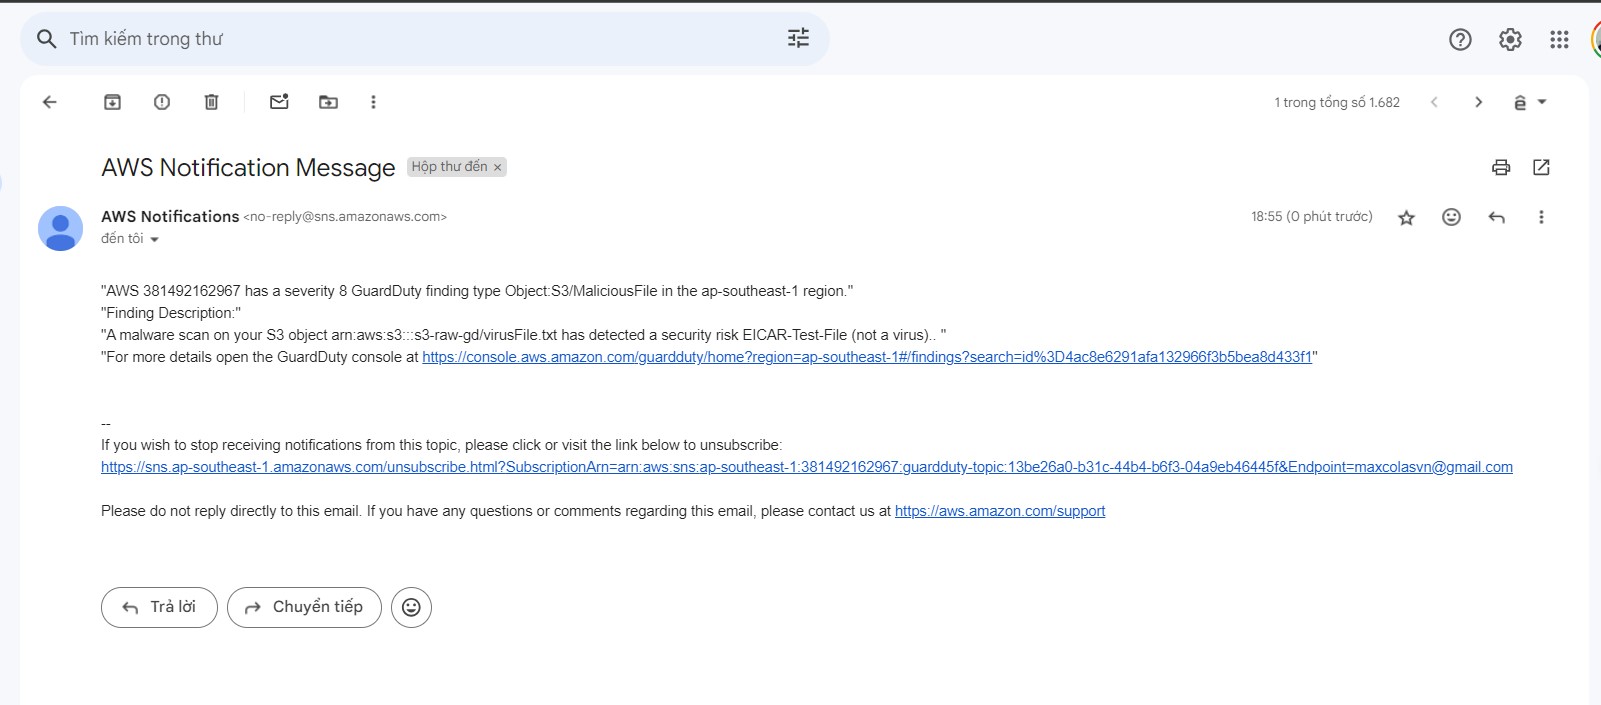 Tìm kiếm trong thư
1 trong tổng số 1.682
AWS Notification Message Hộp thư đến ×
AWS Notifications <no-reply@sns.amazonaws.com>
18:55 (0 phút trước)
đến tôi
"AWS 381492162967 has a severity 8 GuardDuty finding type Object:S3/MaliciousFile in the ap-southeast-1 region."
"Finding Description:"
"A malware scan on your S3 object arn:aws:s3:::s3-raw-gd/virusFile.txt has detected a security risk EICAR-Test-File (not a virus).. "
"For more details open the GuardDuty console at https://console.aws.amazon.com/guardduty/home?region=ap-southeast-1#/findings?search=id%3D4ac8e6291afa132966f3b5bea8d433f1"
--
If you wish to stop receiving notifications from this topic, please click or visit the link below to unsubscribe:
https://sns.ap-southeast-1.amazonaws.com/unsubscribe.html?SubscriptionArn=arn:aws:sns:ap-southeast-1:381492162967:guardduty-topic:13be26a0-b31c-44b4-b6f3-04a9eb46445f&Endpoint=maxcolasvn@gmail.com
Please do not reply directly to this email. If you have any questions or comments regarding this email, please contact us at https://aws.amazon.com/support
Trả lời
Chuyển tiếp